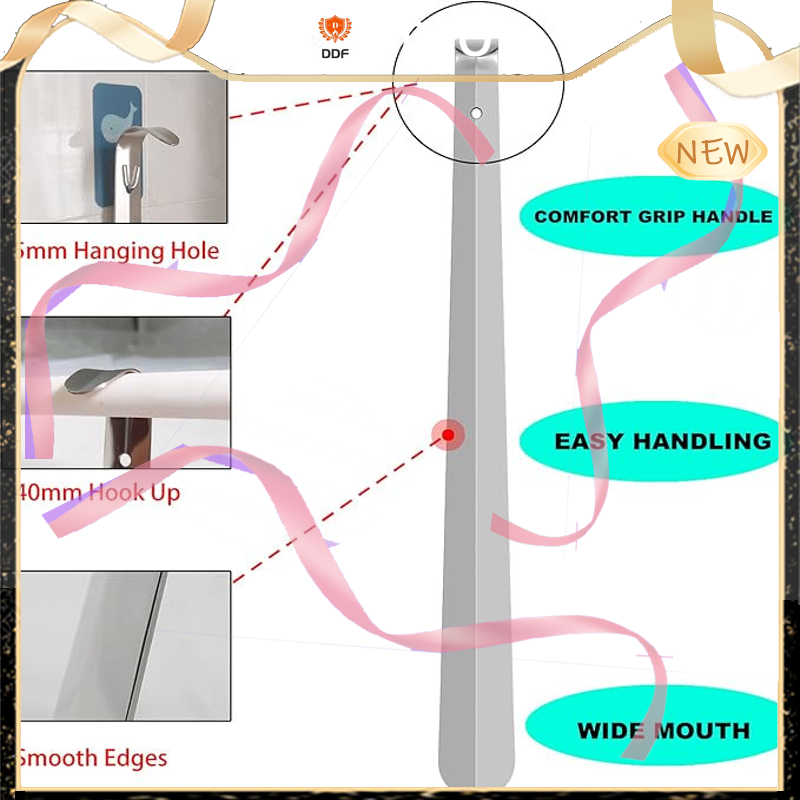 DDF
NEW
COMFORT GRIP HANDLE
5mm Hanging Hole
EASY HANDLING
40mm Hook Up
WIDE MOUTH
Smooth Edges